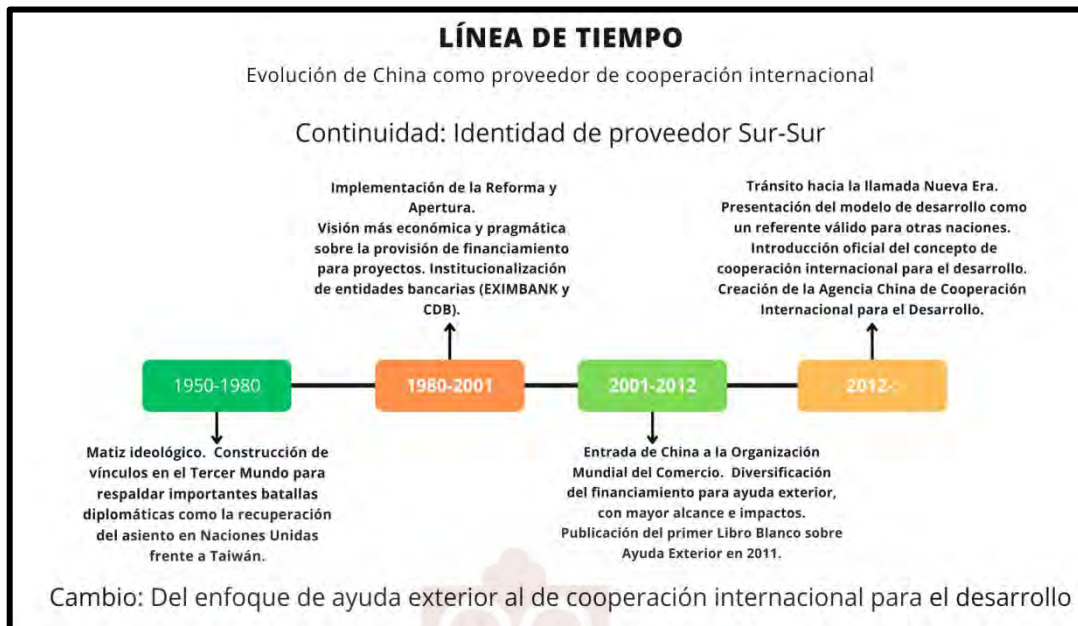 LÍNEA DE TIEMPO
Evolución de China como proveedor de cooperación internacional
Continuidad: Identidad de proveedor Sur-Sur
Implementación de la Reforma y
Apertura.
Visión más económica y pragmática
sobre la provisión de financiamiento
para proyectos. Institucionalización
de entidades bancarias (EXIMBANK y
CDB).
Tránsito hacia la llamada Nueva Era.
Presentación del modelo de desarrollo como
un referente válido para otras naciones.
Introducción oficial del concepto de
cooperación internacional para el desarrollo.
Creación de la Agencia China de Cooperación
Internacional para el Desarrollo.
1950-1980
1980-2001
2001-2012
2012-
Matiz ideológico. Construcción de
vínculos en el Tercer Mundo para
respaldar importantes batallas
diplomáticas como la recuperación
del asiento en Naciones Unidas
frente a Taiwán.
Entrada de China a la Organización
Mundial del Comercio. Diversificación
del financiamiento para ayuda exterior,
con mayor alcance e impactos.
Publicación del primer Libro Blanco sobre
Ayuda Exterior en 2011.
Cambio: Del enfoque de ayuda exterior al de cooperación internacional para el desarrollo